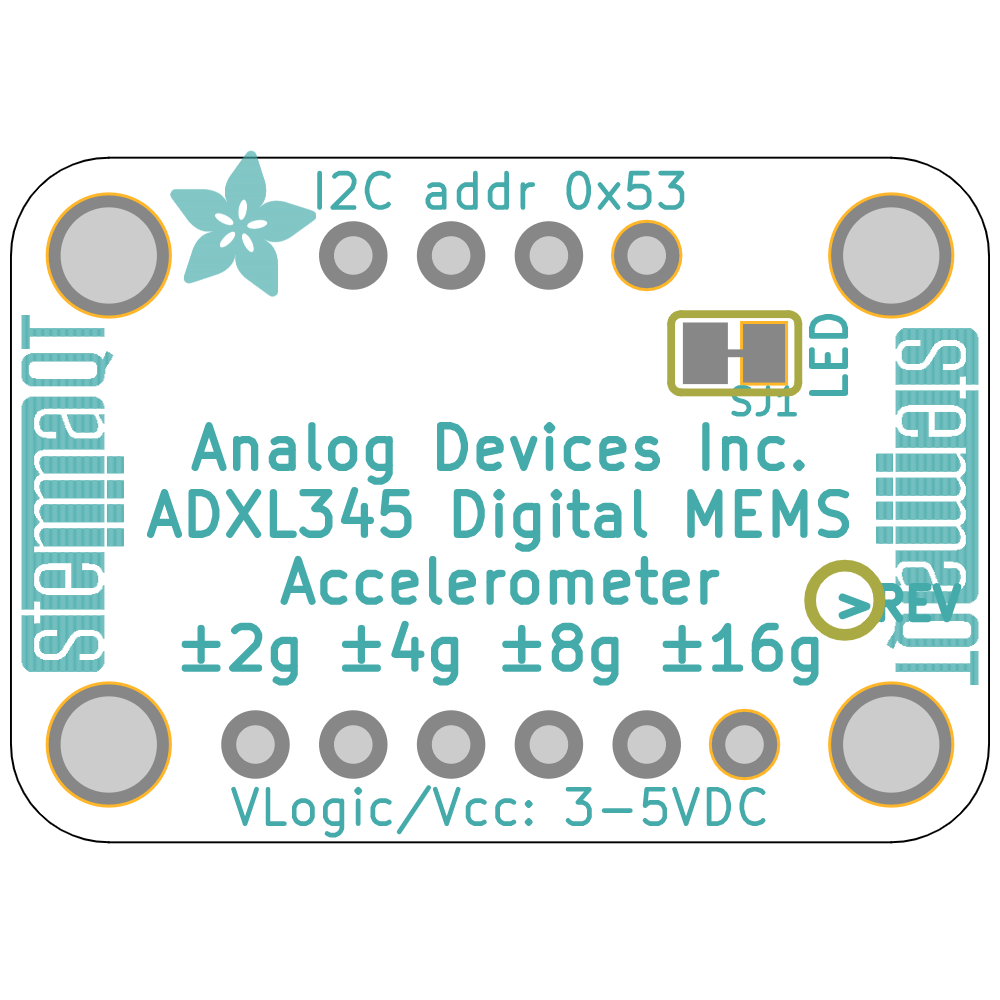 I2C addr 0x53
LED
SJ1
stemmaQT
stemmaQT
Analog Devices Inc.
ADXL345 Digital MEMS
Accelerometer
±2g ±4g ±8g ±16g
>REV
VLogic/Vcc: 3-5VDC